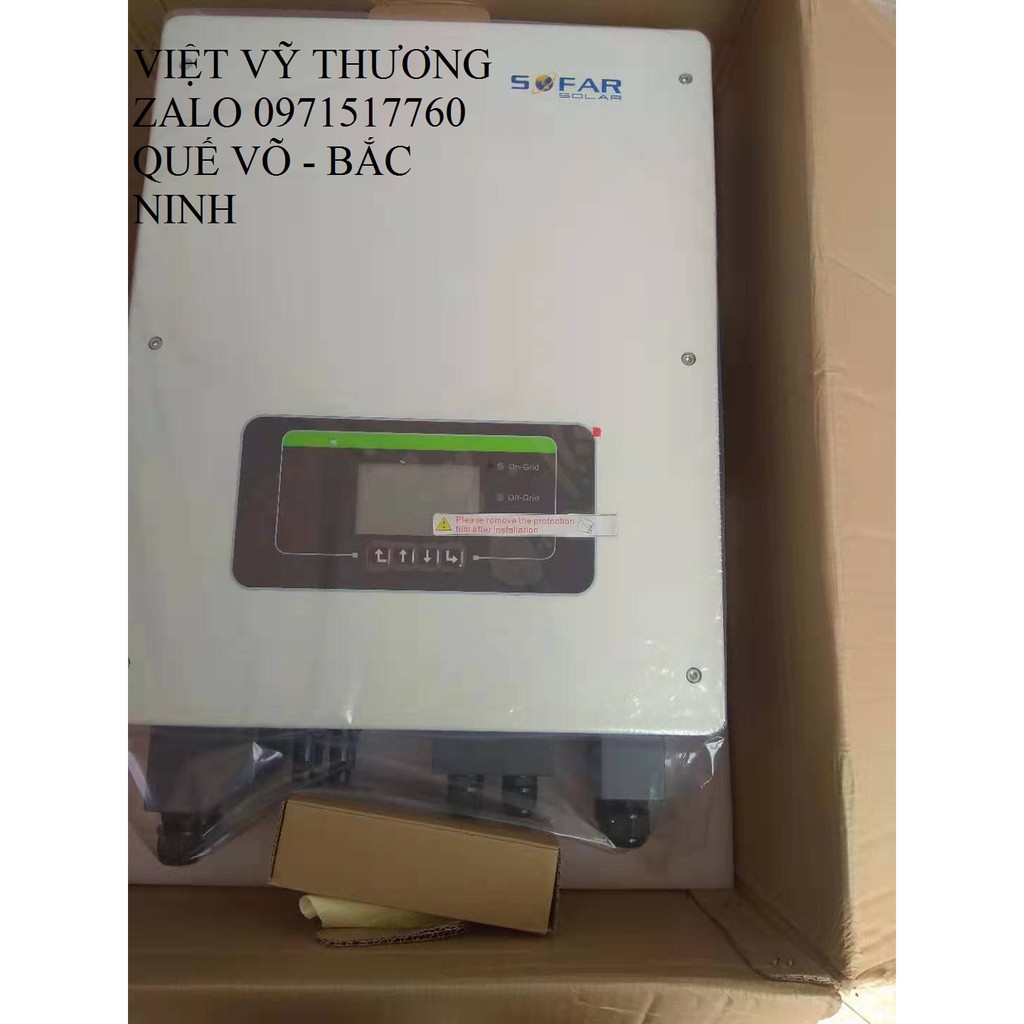 VIỆT VỸ THƯƠNG
ZALO 0971517760
QUẾ VÕ - BẮC
NINH
SOFAR
SOLAR
On-Grid
Off-Grid
Please remove the protection
film after installation